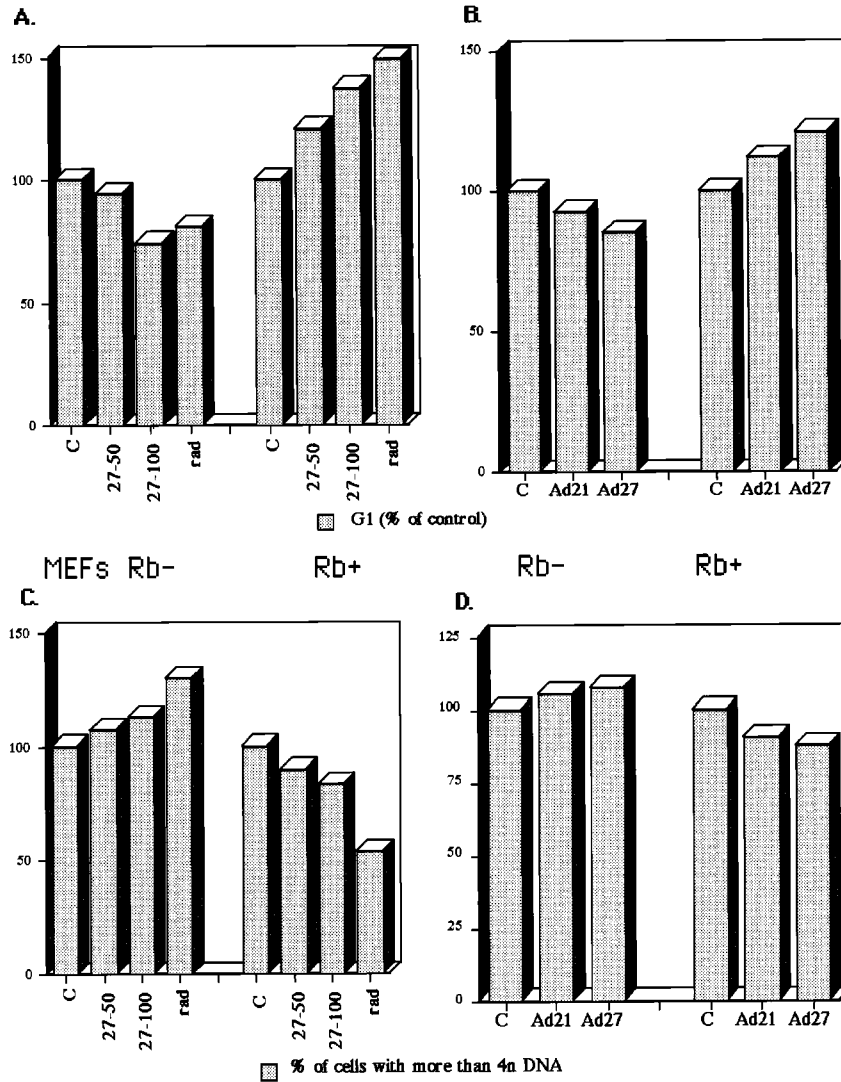 A.
150
100
50
0
C
27-50
27-100
rad
C
27-50
27-100
rad
B.
150
100
50
0
C
Ad21
Ad27
C
Ad21
Ad27
G1 (% of control)
MEFs Rb- Rb+ Rb- Rb+
C.
150
100
50
0
C
27-50
27-100
rad
C
27-50
27-100
rad
D.
125
100
75
50
25
0
C
Ad21
Ad27
C
Ad21
Ad27
% of cells with more than 4n DNA